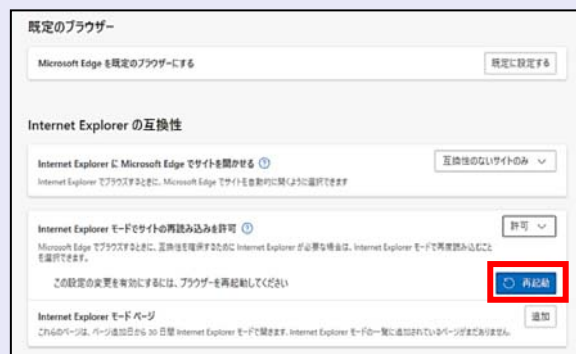 既定のブラウザー
Microsoft Edge を既定のブラウザーにする
既定に設定する
Internet Explorer の互換性
Internet Explorer に Microsoft Edge でサイトを開かせる
互換性のないサイトのみ
Internet Explorer でブラウズするときに、Microsoft Edge でサイトを自動的に開くように選択できます
Internet Explorer モードでサイトの再読み込みを許可
許可
Microsoft Edge でブラウズするときに、互換性を確保するために Internet Explorer が必要な場合は、Internet Explorer モードで再度読み込むこと
を選択できます。
この設定の変更を有効にするには、ブラウザーを再起動してください
再起動
Internet Explorer モード ページ
追加
これらのページは、ページ追加日から 30 日間 Internet Explorer モードで開きます。Internet Explorer モードの一覧に追加されているページがまだありません。